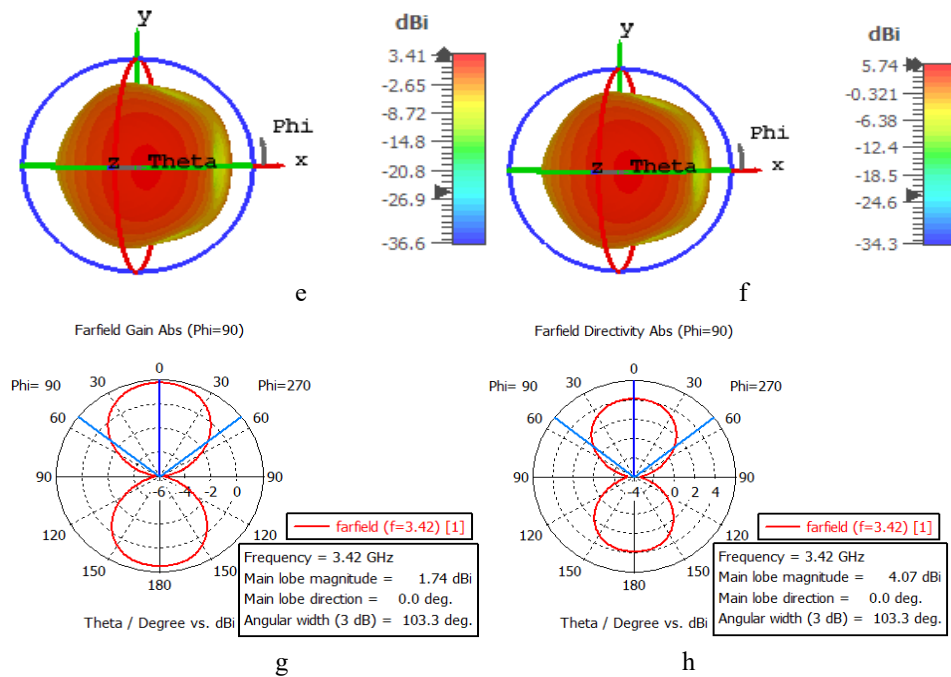 y
dBi
3.41
-2.65
-8.72
-14.8
-20.8
-26.9
-36.6
Phi
z Theta x
e
y
dBi
5.74
-0.321
-6.38
-12.4
-18.5
-24.6
-34.3
Phi
z Theta x
f
Farfield Gain Abs (Phi=90)
0
30 30
Phi= 90 Phi=270
60 60
90 90
-6 -4 -2 0
120 120
150 150
180
farfield (f=3.42) [1]
Frequency = 3.42 GHz
Main lobe magnitude = 1.74 dBi
Main lobe direction = 0.0 deg.
Angular width (3 dB) = 103.3 deg.
Theta / Degree vs. dBi
g
Farfield Directivity Abs (Phi=90)
0
30 30
Phi= 90 Phi=270
60 60
90 90
-4 0 2 4
120 120
150 150
180
farfield (f=3.42) [1]
Frequency = 3.42 GHz
Main lobe magnitude = 4.07 dBi
Main lobe direction = 0.0 deg.
Angular width (3 dB) = 103.3 deg.
Theta / Degree vs. dBi
h